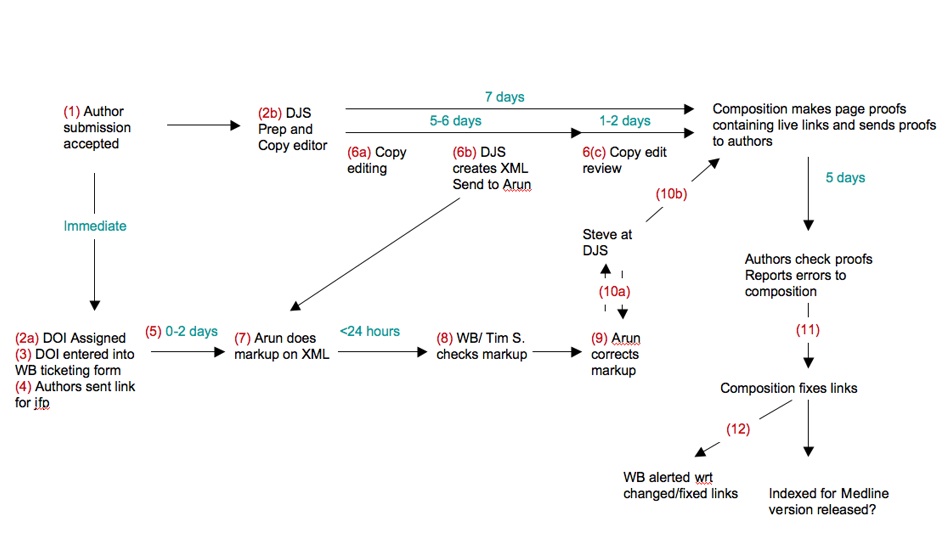 7 days
(1) Author
submission
accepted
(2b) DJS
Prep and
Copy editor
5-6 days
1-2 days
Composition makes page proofs
containing live links and sends proofs
to authors
(6a) Copy
editing
(6b) DJS
creates XML
Send to Arun
6(c) Copy edit
review
5 days
(10b)
Immediate
Steve at
DJS
Authors check proofs
Reports errors to
composition
(10a)
(2a) DOI Assigned
(3) DOI entered into
WB ticketing form
(4) Authors sent link
for jfp
(5) 0-2 days
(7) Arun does
markup on XML
<24 hours
(8) WB/ Tim S.
checks markup
(9) Arun
corrects
markup
(11)
Composition fixes links
(12)
WB alerted wrt
changed/fixed links
Indexed for Medline
version released?